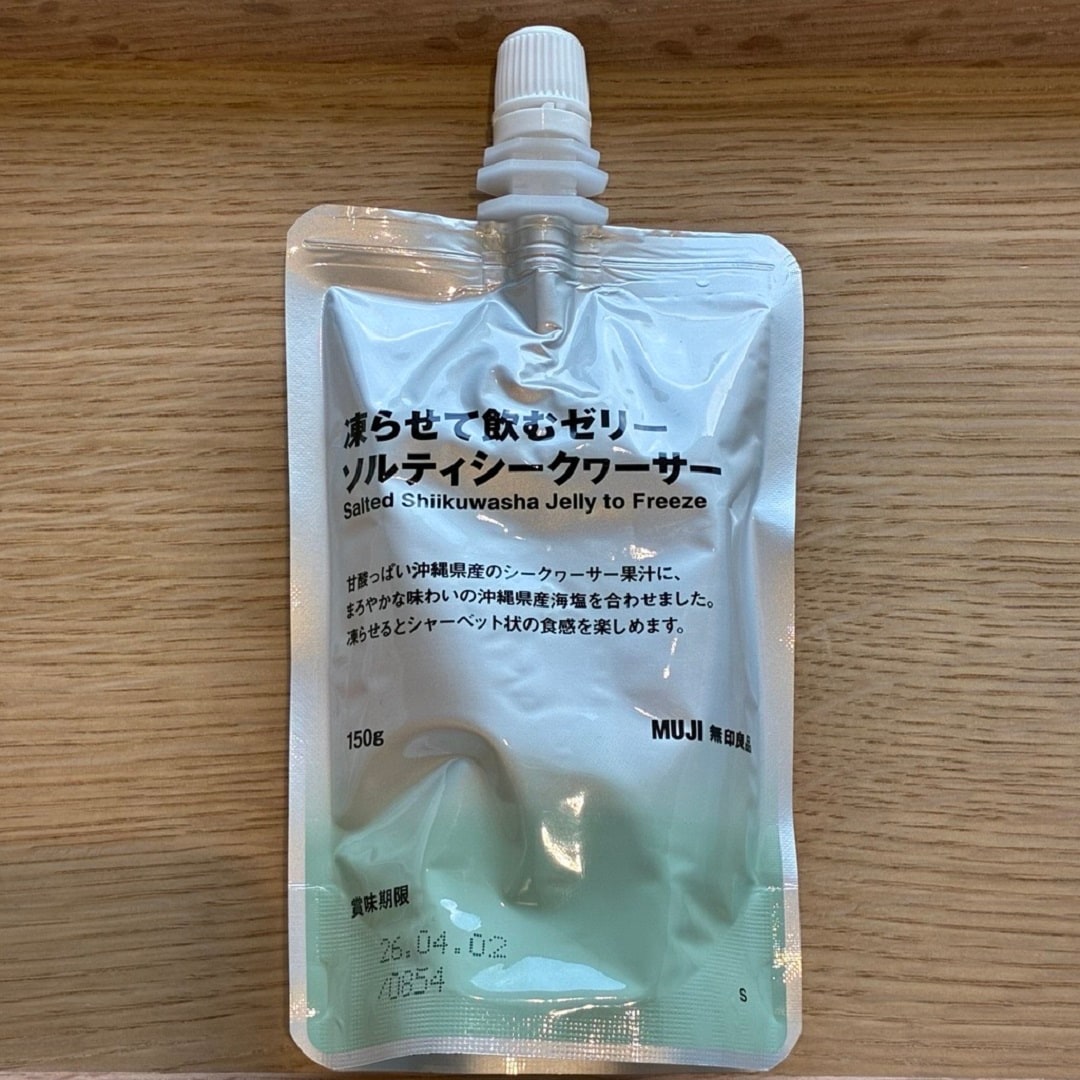 凍らせて飲むゼリー
ソルティシークヮーサー
Salted Shiikuwasha Jelly to Freeze
甘酸っぱい沖縄県産のシークヮーサー果汁に、
まろやかな味わいの沖縄県産海塩を合わせました。
凍らせるとシャーベット状の食感を楽しめます。
150g
MUJI 無印良品
賞味期限
26.04.02
/0854
S